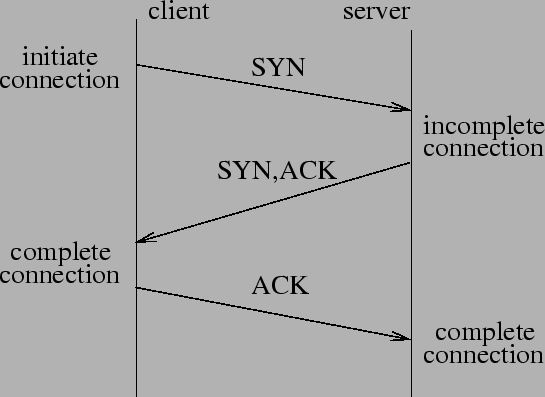 client
server
initiate
connection
SYN
incomplete
connection
SYN,ACK
complete
connection
ACK
complete
connection